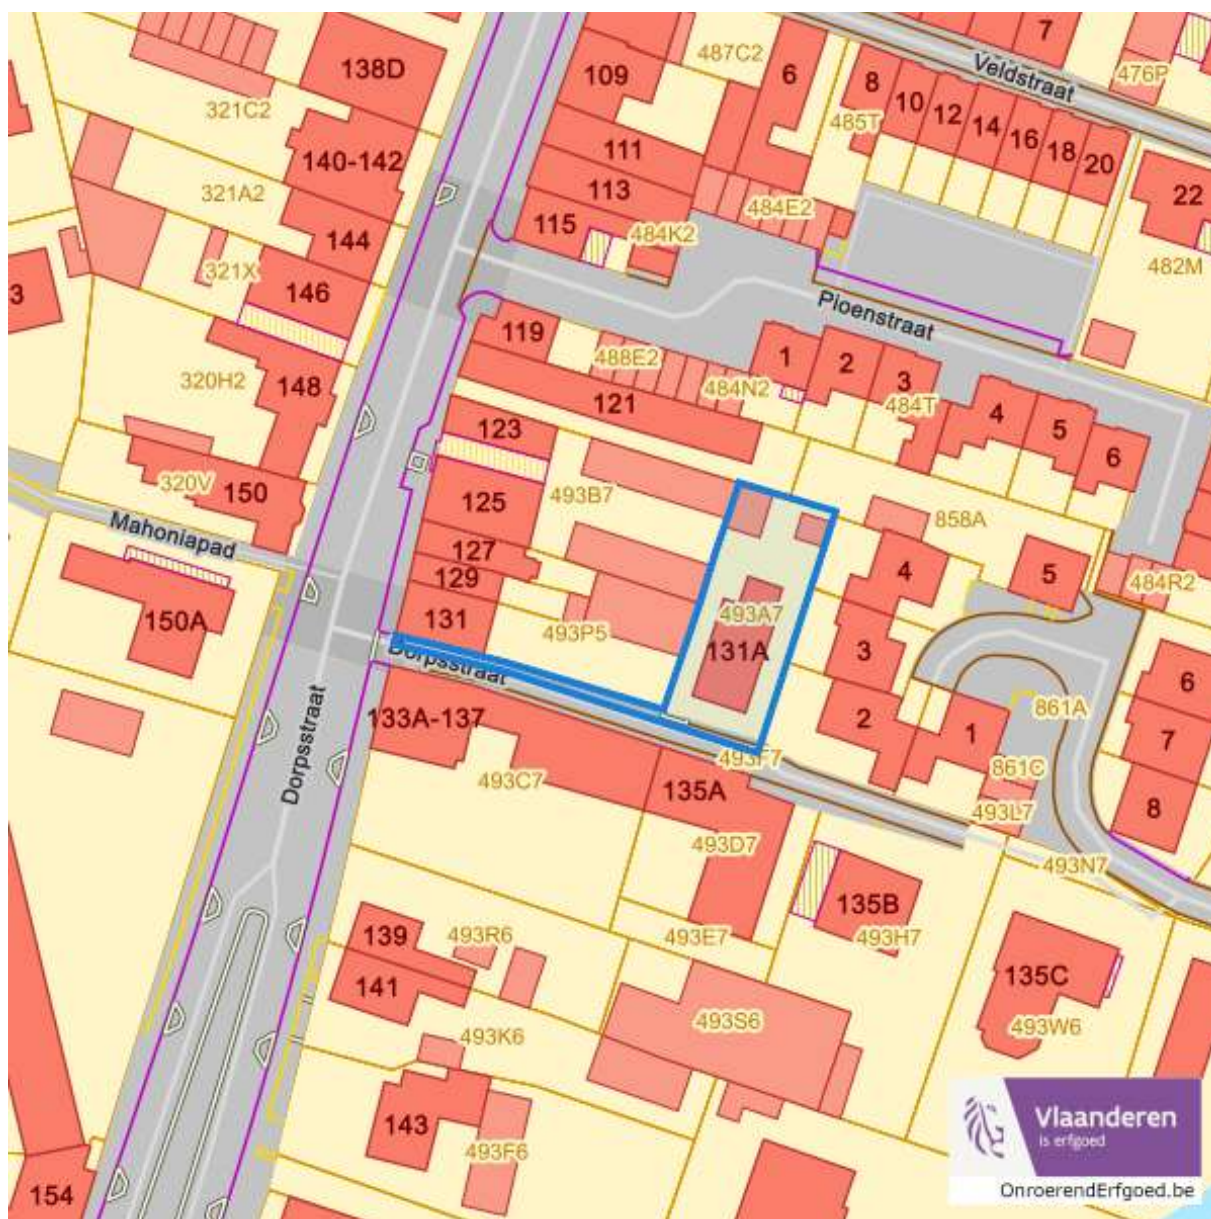 7
138D
109
487C2
6
Veldstraat
476P
8
10
12
14
16
18
20
485T
321C2
140-142
111
22
321A2
113
484E2
144
115
484K2
482M
321X
3
146
Ploenstraat
119
488E2
1
2
3
320H2
148
484N2
484T
121
4
5
6
123
320V
150
493B7
125
Mahoniapad
858A
127
129
4
5
484R2
150A
131
493P5
493A7
131A
3
6
Dorpsstraat
Dorpsstraat
133A-137
2
1
861A
7
493F7
493C7
861C
135A
493L7
8
493D7
493N7
135B
139
493R6
493E7
493H7
141
135C
493K6
493S6
493W6
143
493F6
154
Vlaanderen
is erfgoed
OnroerendErfgoed.be